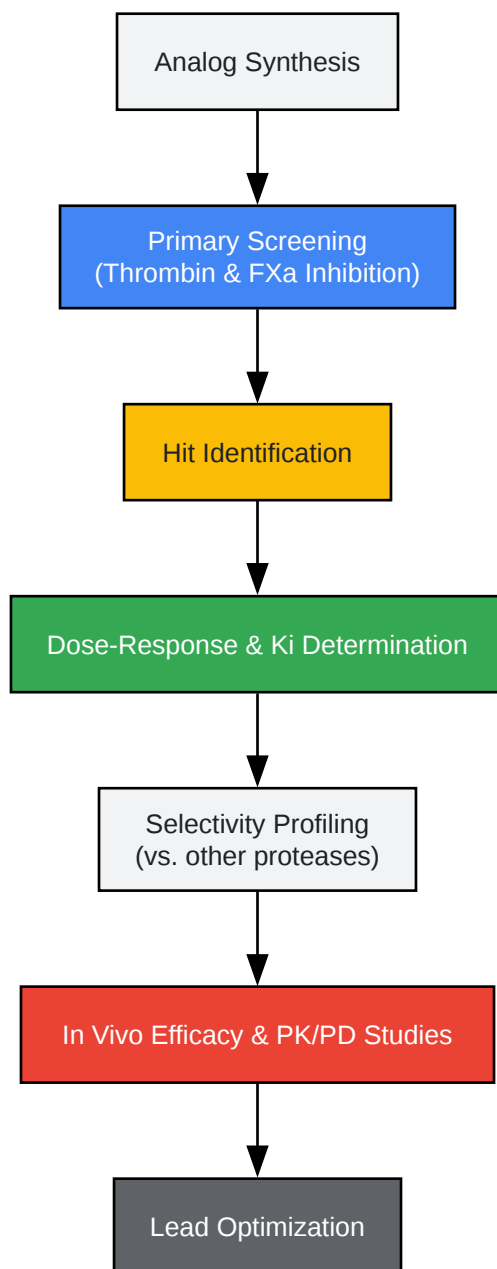 Analog Synthesis
Primary Screening
(Thrombin & FXa Inhibition)
Hit Identification
Dose-Response & Ki Determination
Selectivity Profiling
(vs. other proteases)
In Vivo Efficacy & PK/PD Studies
Lead Optimization